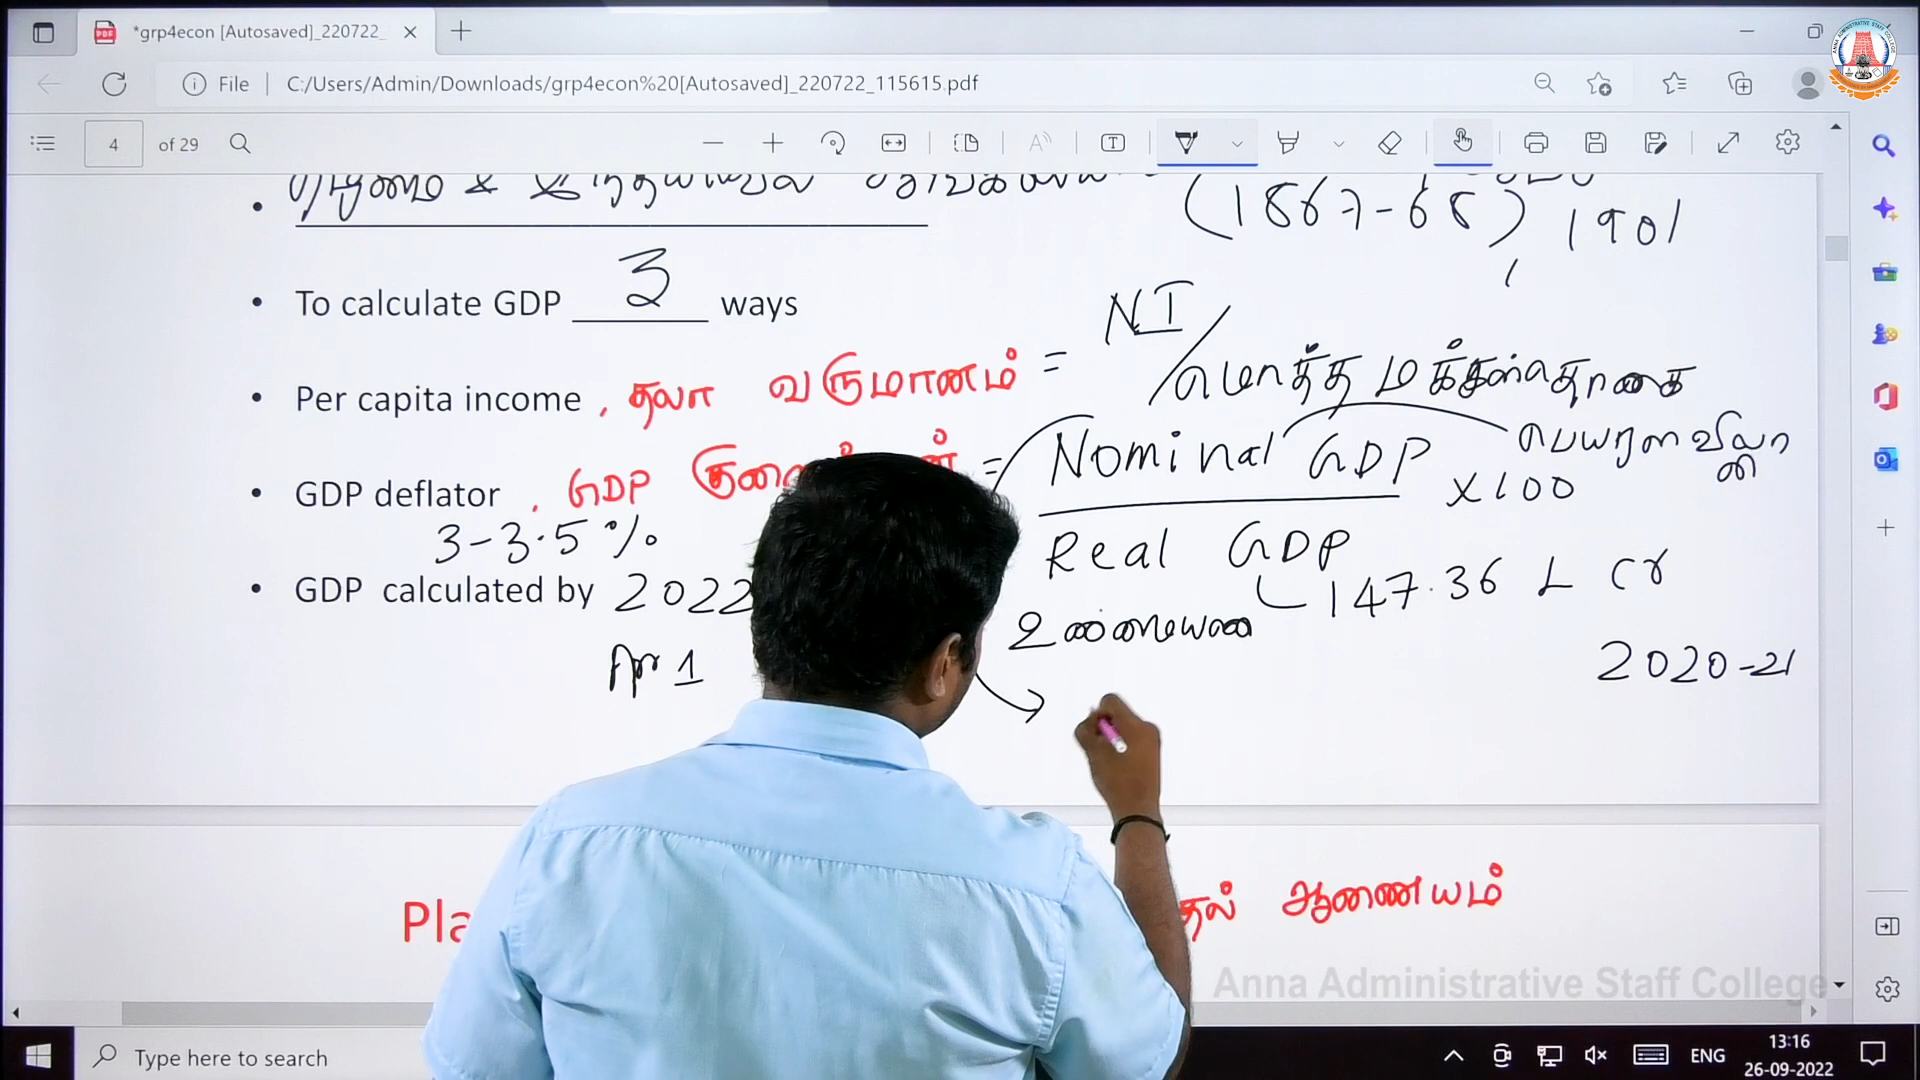 *grp4econ [Autosaved]_220722_
File C:/Users/Admin/Downloads/grp4econ%20[Autosaved]_220722_115615.pdf
4 of 29
(1867-68) 1901
To calculate GDP 3 ways
NI
Per capita income , தலா வருமானம் = மொத்த மக்கள்தொகை
GDP deflator , GDP = Nominal GDP X100
3-3.5 %
Real GDP
147.36 L Cr
GDP calculated by 2022
Apr 1
2020-21
ஆணையம்
Anna Administrative Staff College
Type here to search
ENG
13:16
26-09-2022